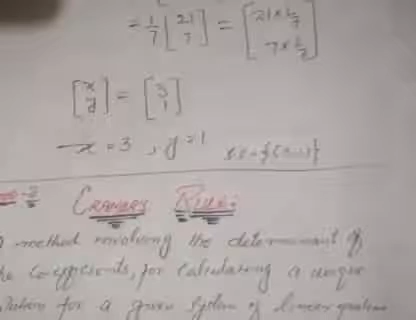 = 1/7 [21 7] = [21×1/7 7×1/7]
[x y] = [3 1]
x = 3 , y = 1
CRAMERS RULE:
method involving the determinant of
the coefficients, for calculating a unique
for a given system of linear